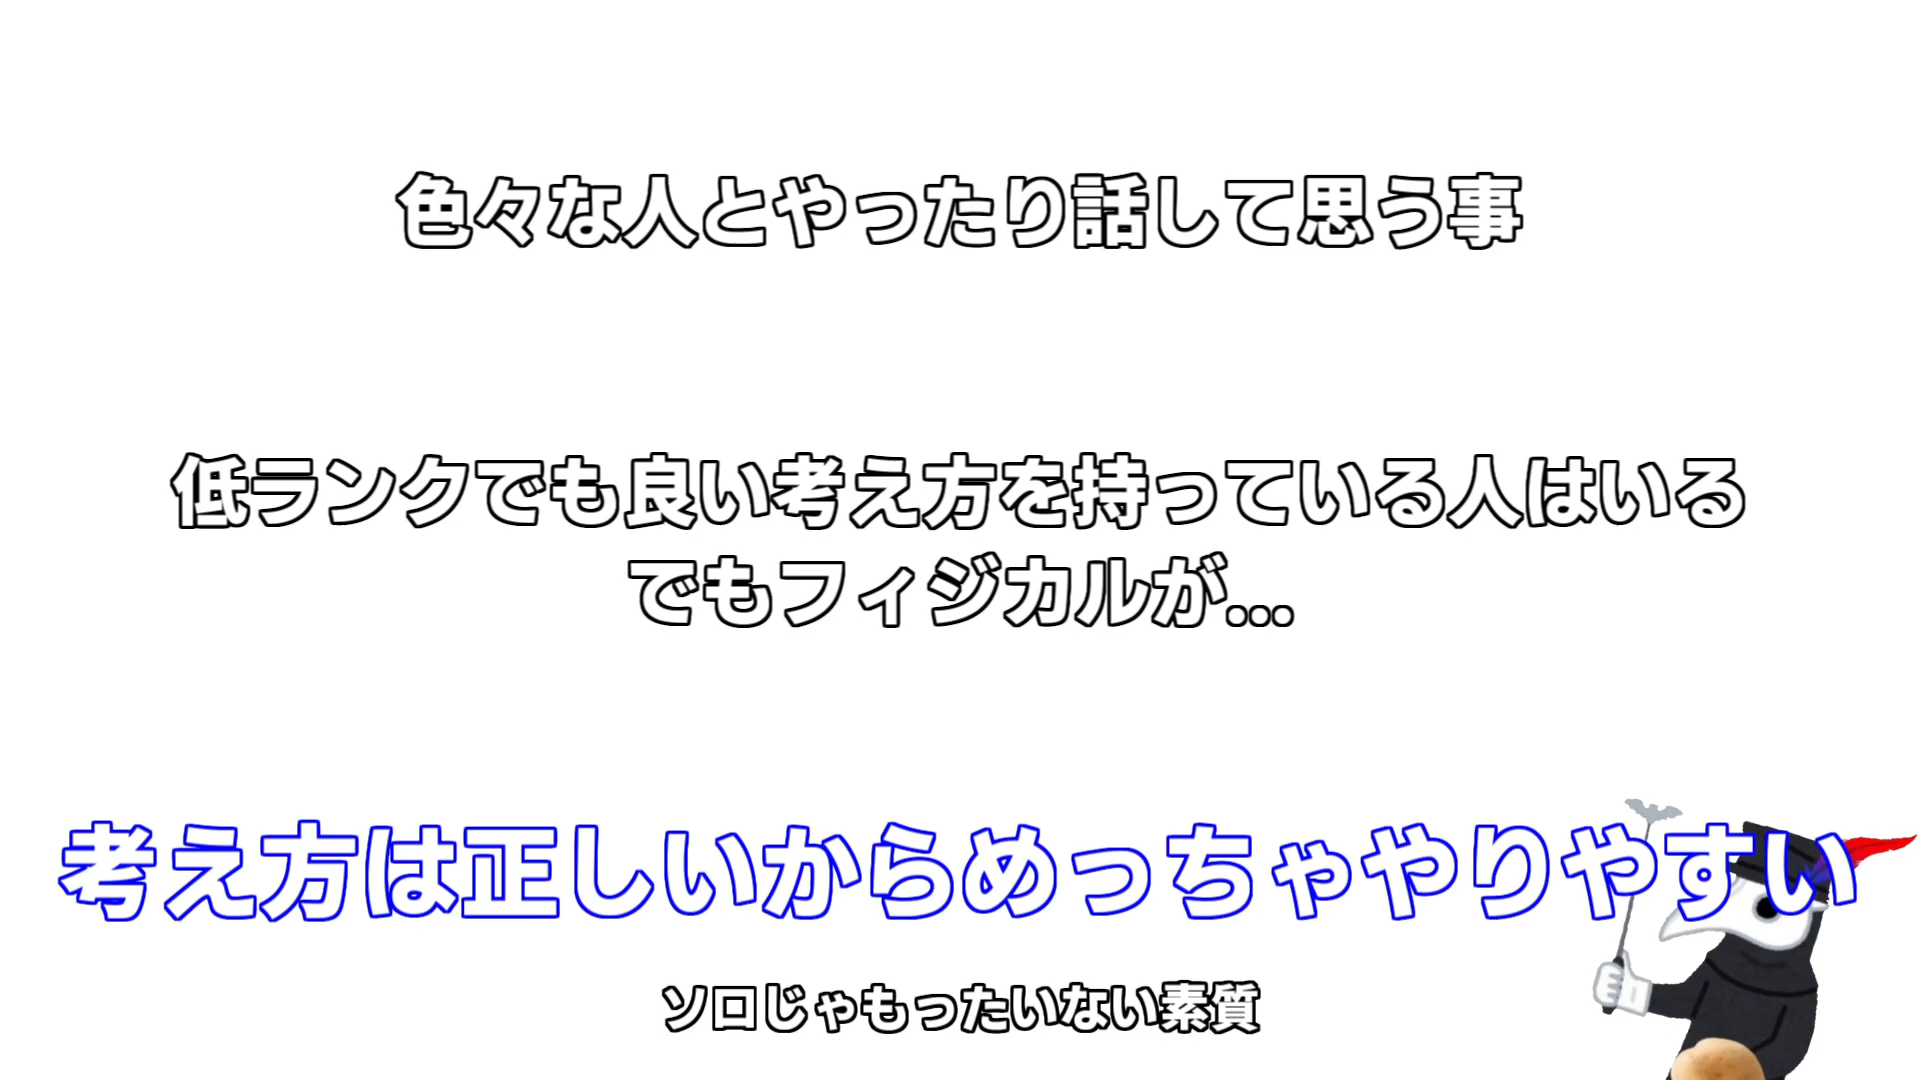 色々な人とやったり話して思う事
低ランクでも良い考え方を持っている人はいる
でもフィジカルが...
考え方は正しいからめっちゃやりやすい
ソロじゃもったいない素質